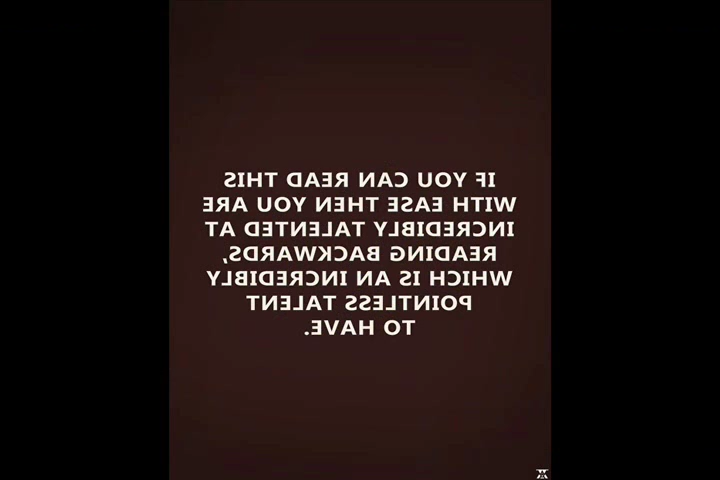 IF YOU CAN READ THIS
WITH EASE THEN YOU ARE
INCREDIBLY TALENTED AT
READING BACKWARDS,
WHICH IS AN INCREDIBLY
POINTLESS TALENT
TO HAVE.